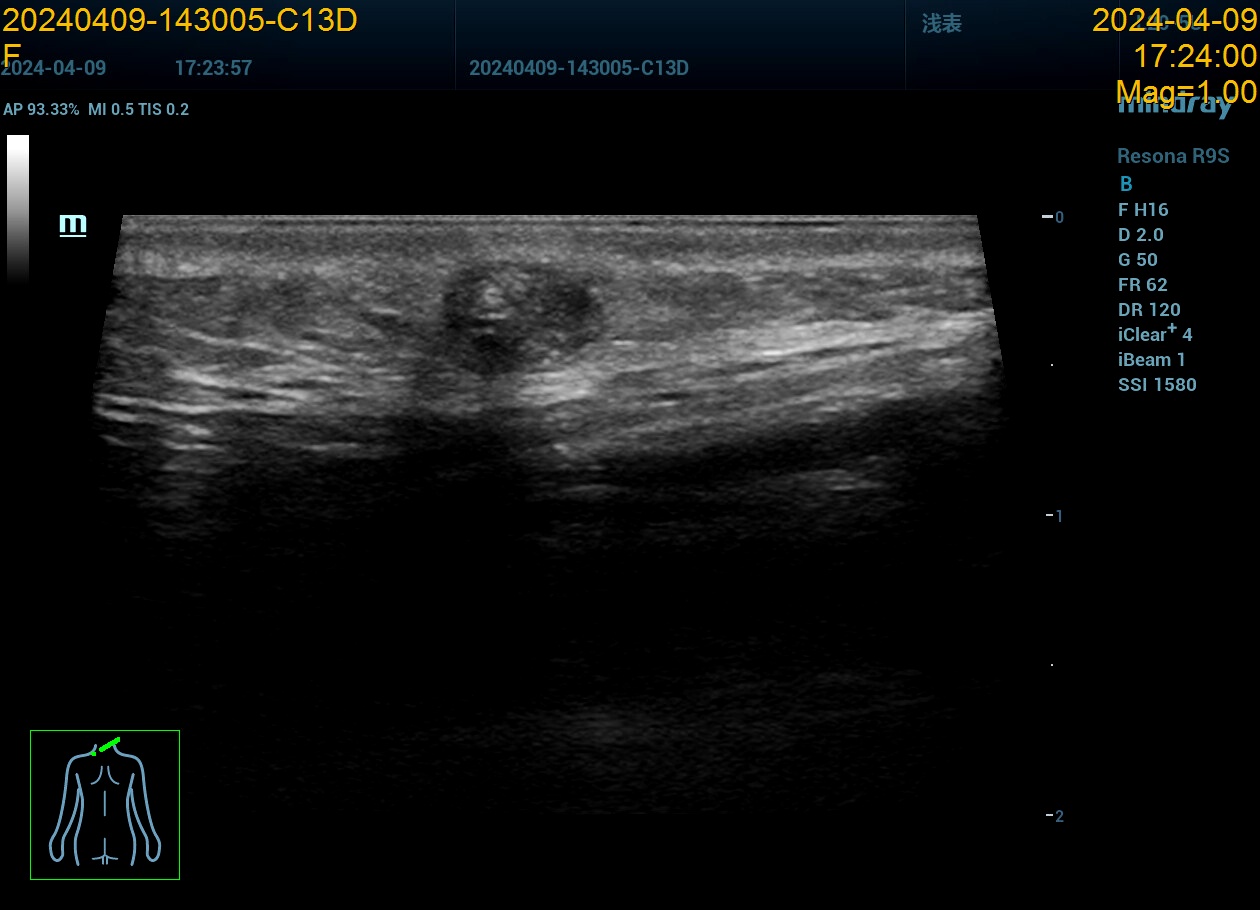 20240409-143005-C13D
F
2024-04-09 17:23:57
20240409-143005-C13D
浅表
2024-04-09
17:24:00
Mag=1.00
AP 93.33% MI 0.5 TIS 0.2
m
mindray
Resona R9S
B
F H16
D 2.0
G 50
FR 62
DR 120
iClear+ 4
iBeam 1
SSI 1580
0
1
2